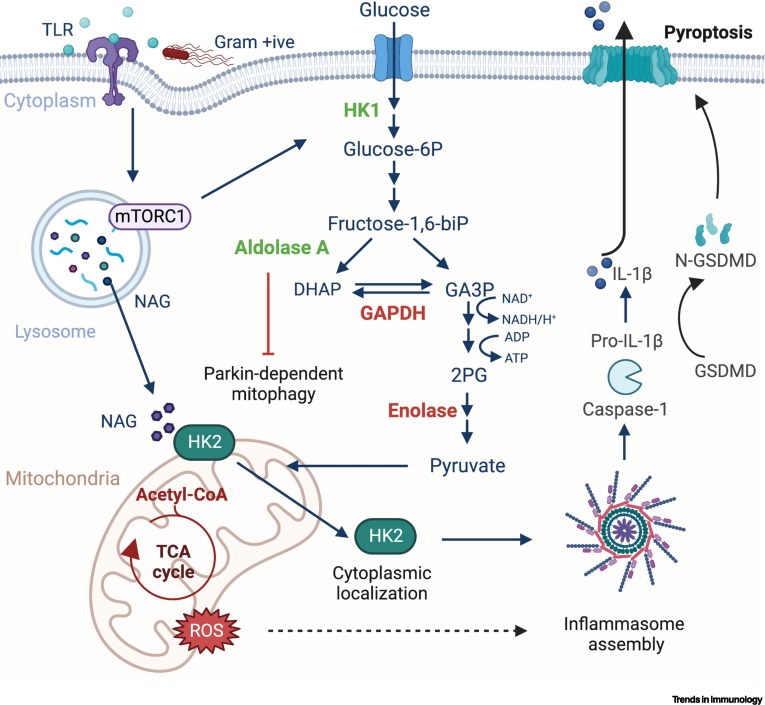 Glucose
TLR
Gram +ive
Pyroptosis
Cytoplasm
HK1
Glucose-6P
mTORC1
Fructose-1,6-biP
Aldolase A
N-GSDMD
IL-1β
DHAP
GA3P
NAD⁺
NADH/H⁺
NAG
GAPDH
Lysosome
ADP
ATP
Pro-IL-1β
GSDMD
Parkin-dependent
mitophagy
2PG
Caspase-1
Enolase
NAG
HK2
Pyruvate
Mitochondria
Acetyl-CoA
HK2
TCA
cycle
Cytoplasmic
localization
ROS
Inflammasome
assembly
Trends in Immunology